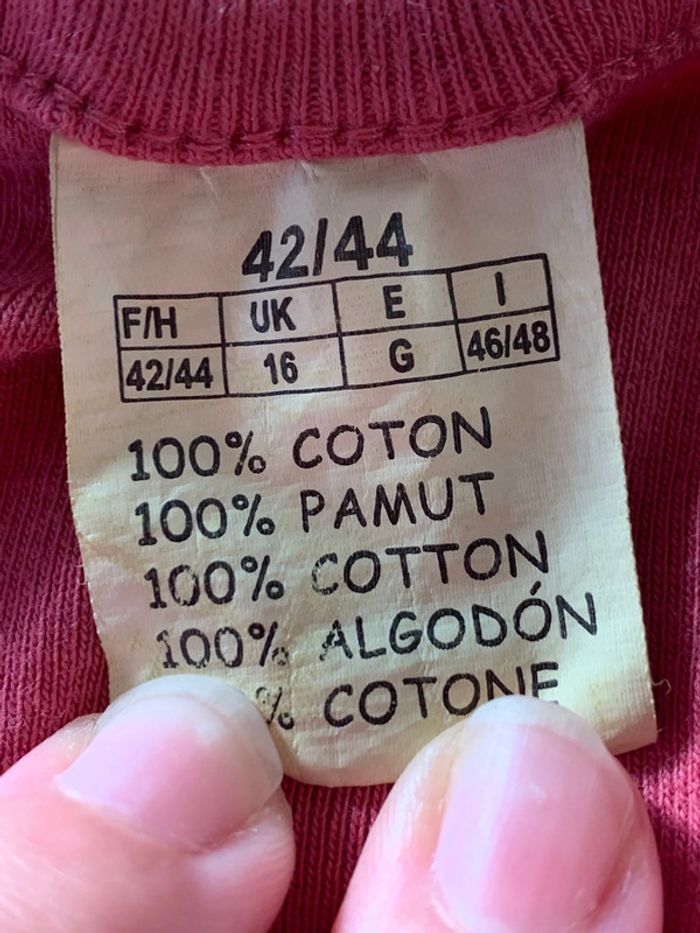 42/44
F/H UK E I
42/44 16 G 46/48
100% COTON
100% PAMUT
100% COTTON
100% ALGODÓN
% COTONE